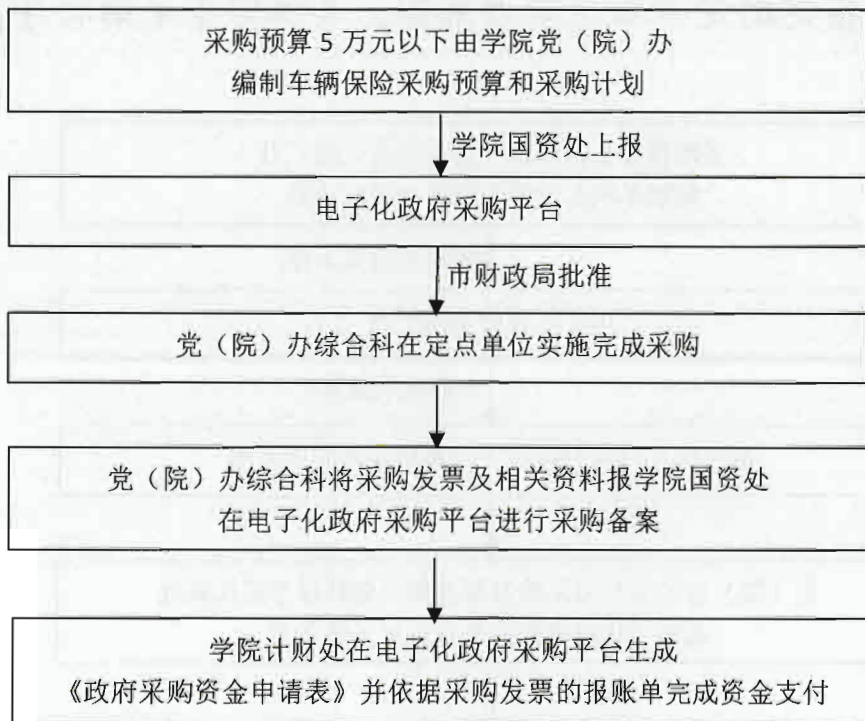 采购预算 5 万元以下由学院党（院）办
编制车辆保险采购预算和采购计划
学院国资处上报
电子化政府采购平台
市财政局批准
党（院）办综合科在定点单位实施完成采购
党（院）办综合科将采购发票及相关资料报学院国资处
在电子化政府采购平台进行采购备案
学院计财处在电子化政府采购平台生成
《政府采购资金申请表》并依据采购发票的报账单完成资金支付